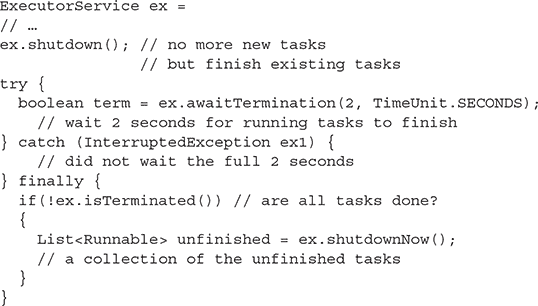 ExecutorService ex =
// …
ex.shutdown(); // no more new tasks
               // but finish existing tasks
try {
  boolean term = ex.awaitTermination(2, TimeUnit.SECONDS);
    // wait 2 seconds for running tasks to finish
} catch (InterruptedException ex1) {
    // did not wait the full 2 seconds
} finally {
  if(!ex.isTerminated()) // are all tasks done?
  {
    List<Runnable> unfinished = ex.shutdownNow();
    // a collection of the unfinished tasks
  }
}